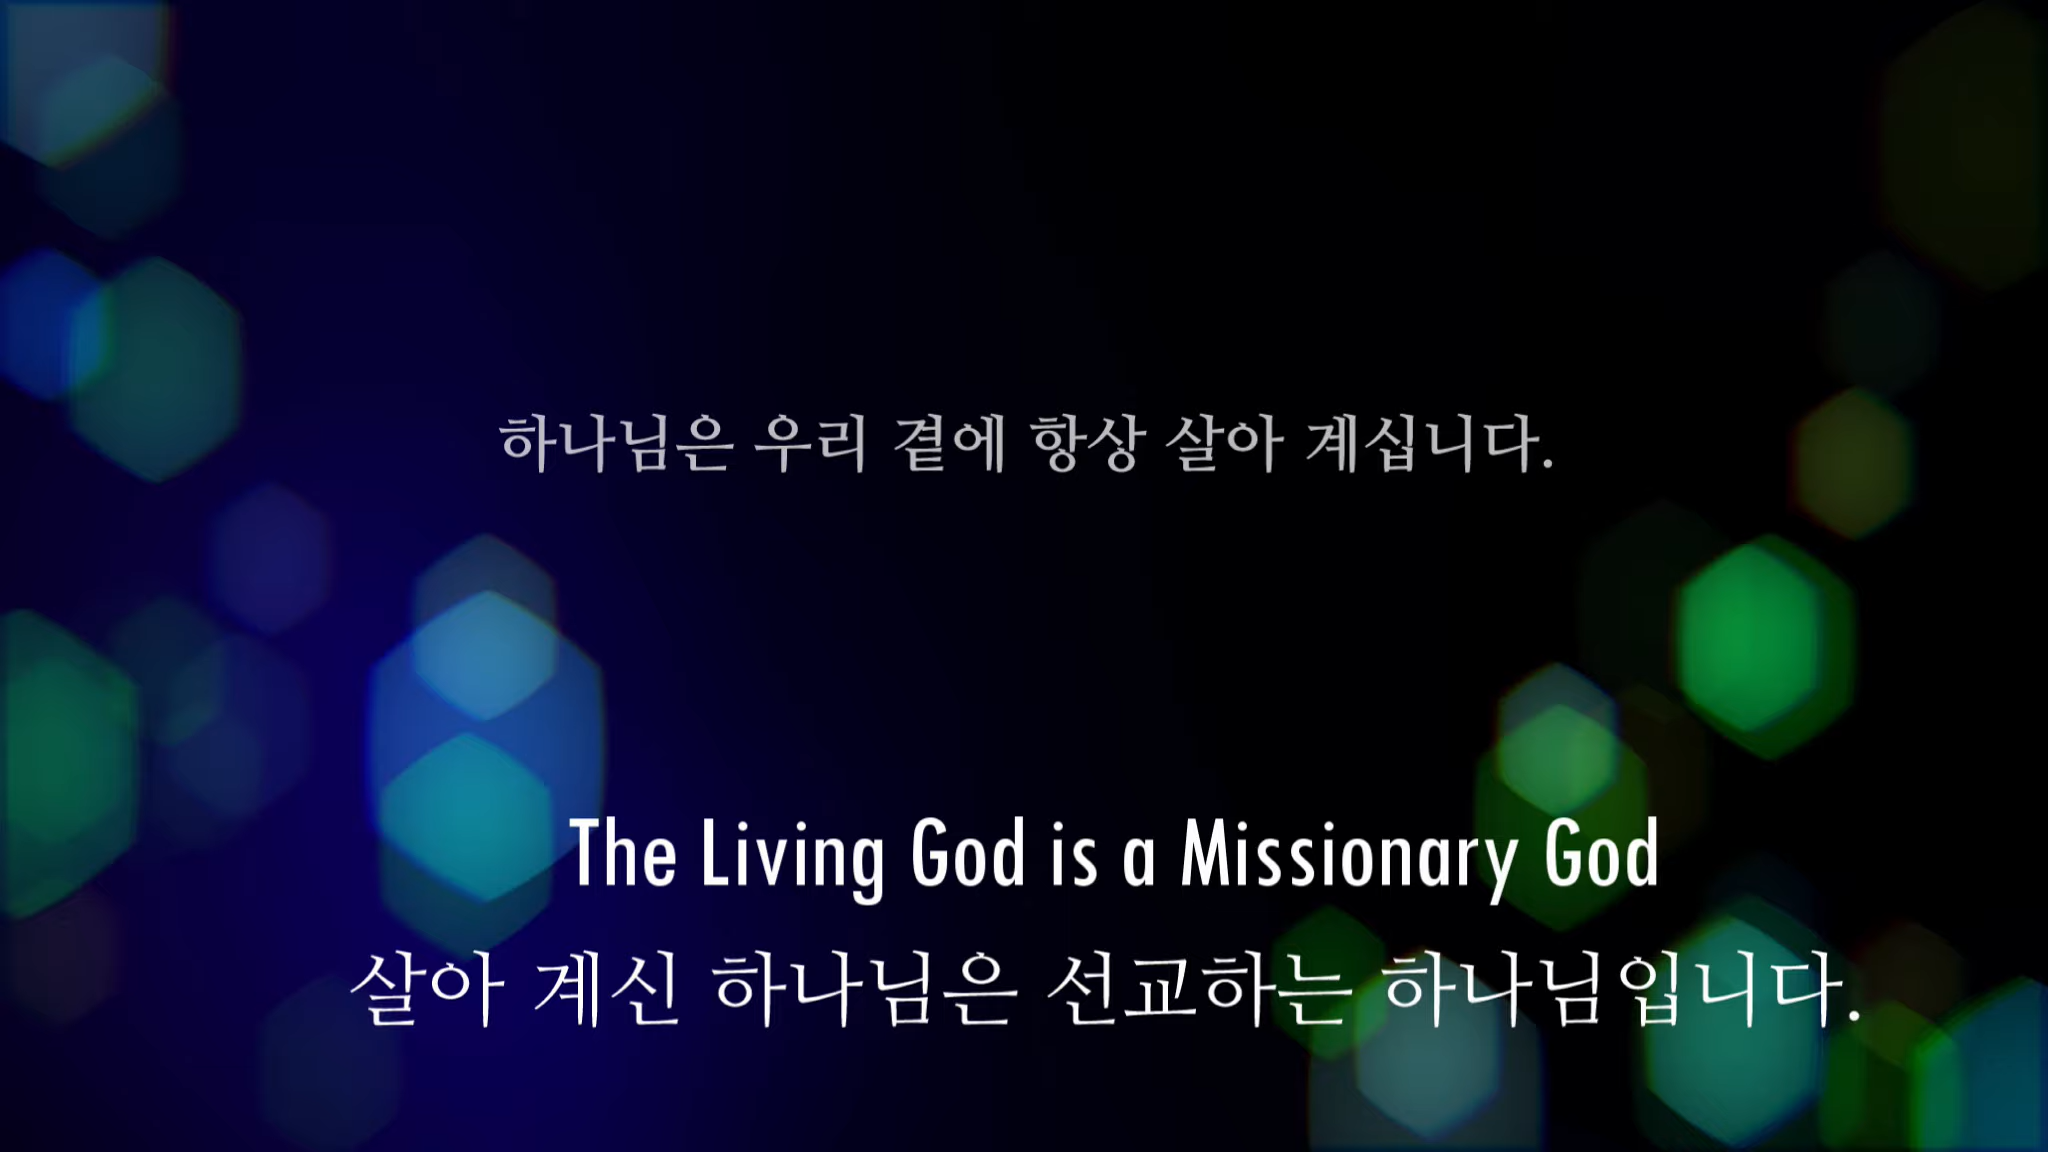 하나님은 우리 곁에 항상 살아 계십니다.
The Living God is a Missionary God
살아 계신 하나님은 선교하는 하나님입니다.